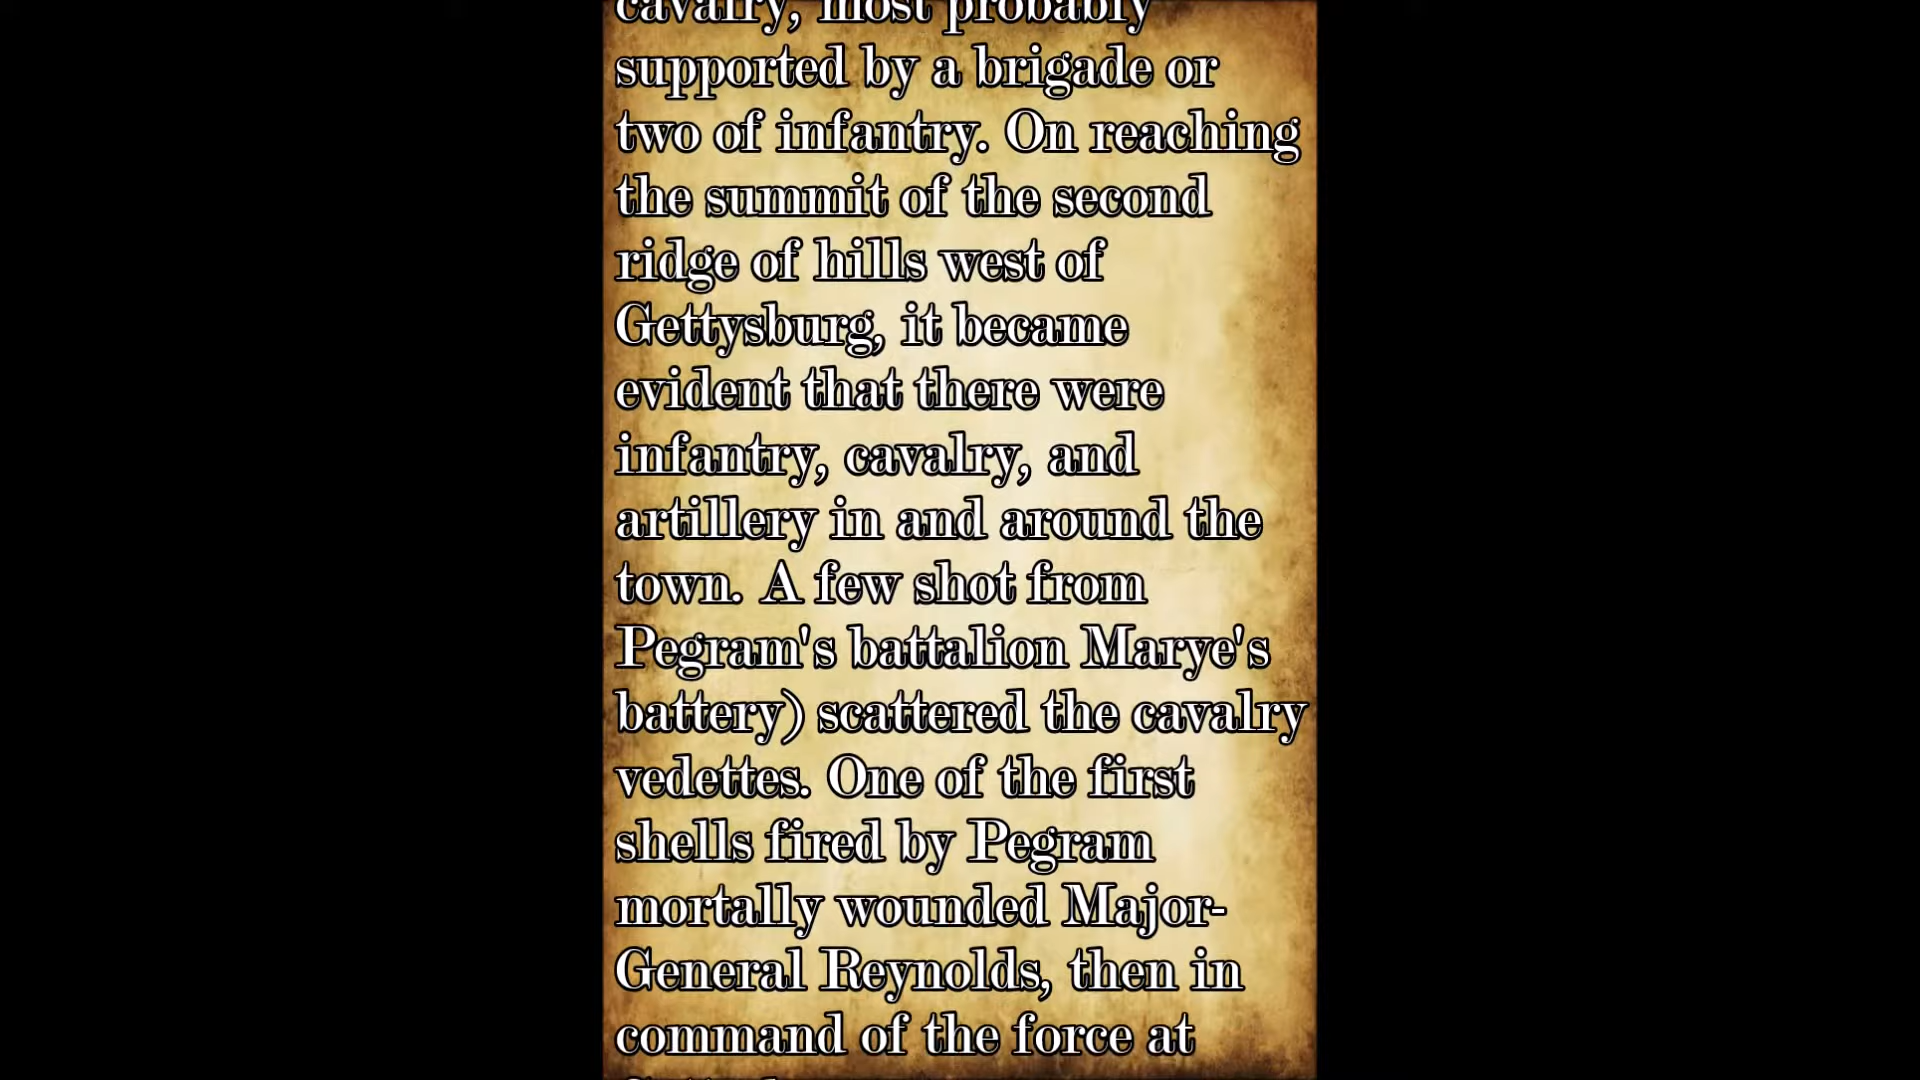 cavalry, most probably
supported by a brigade or
two of infantry. On reaching
the summit of the second
ridge of hills west of
Gettysburg, it became
evident that there were
infantry, cavalry, and
artillery in and around the
town. A few shot from
Pegram's battalion Marye's
battery) scattered the cavalry
vedettes. One of the first
shells fired by Pegram
mortally wounded Major-
General Reynolds, then in
command of the force at